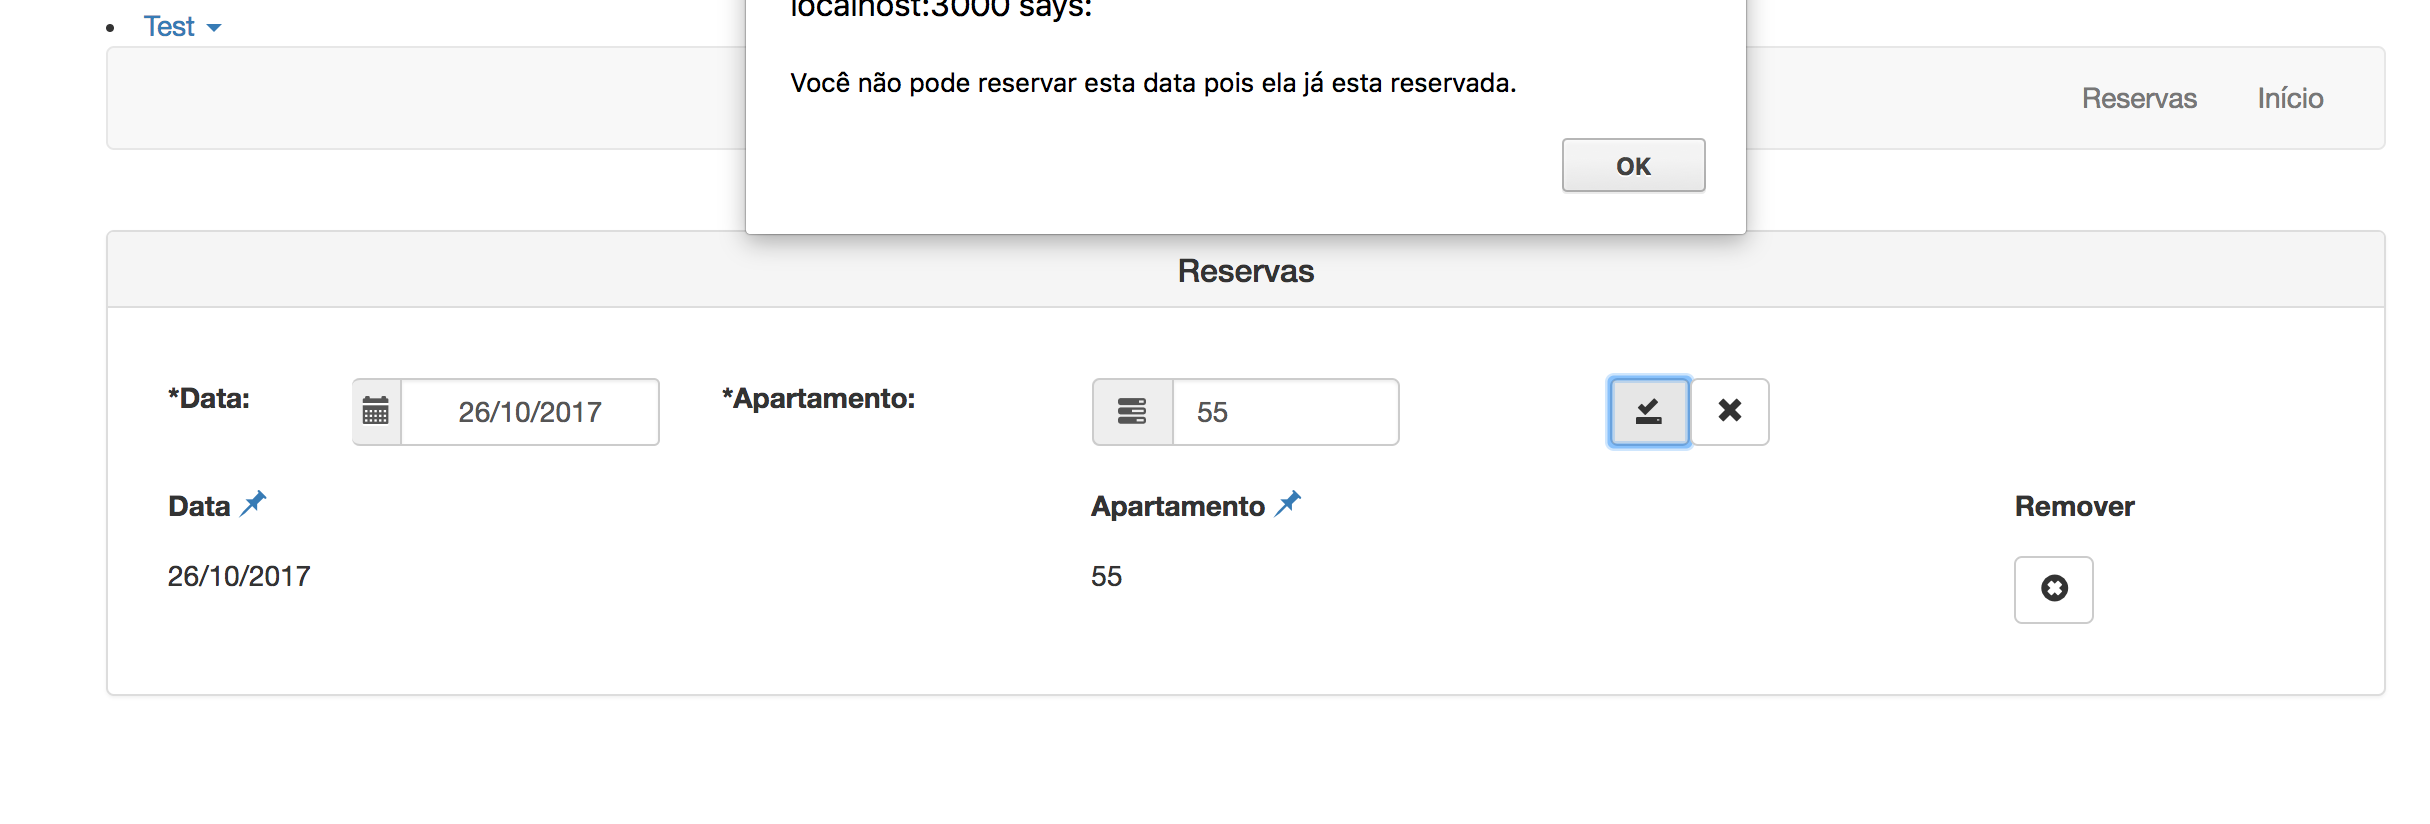 Test
localhost:3000 says:
Você não pode reservar esta data pois ela já esta reservada.
OK
Reservas Início
Reservas
*Data: 26/10/2017 *Apartamento: 55
Data Apartamento Remover
26/10/2017 55